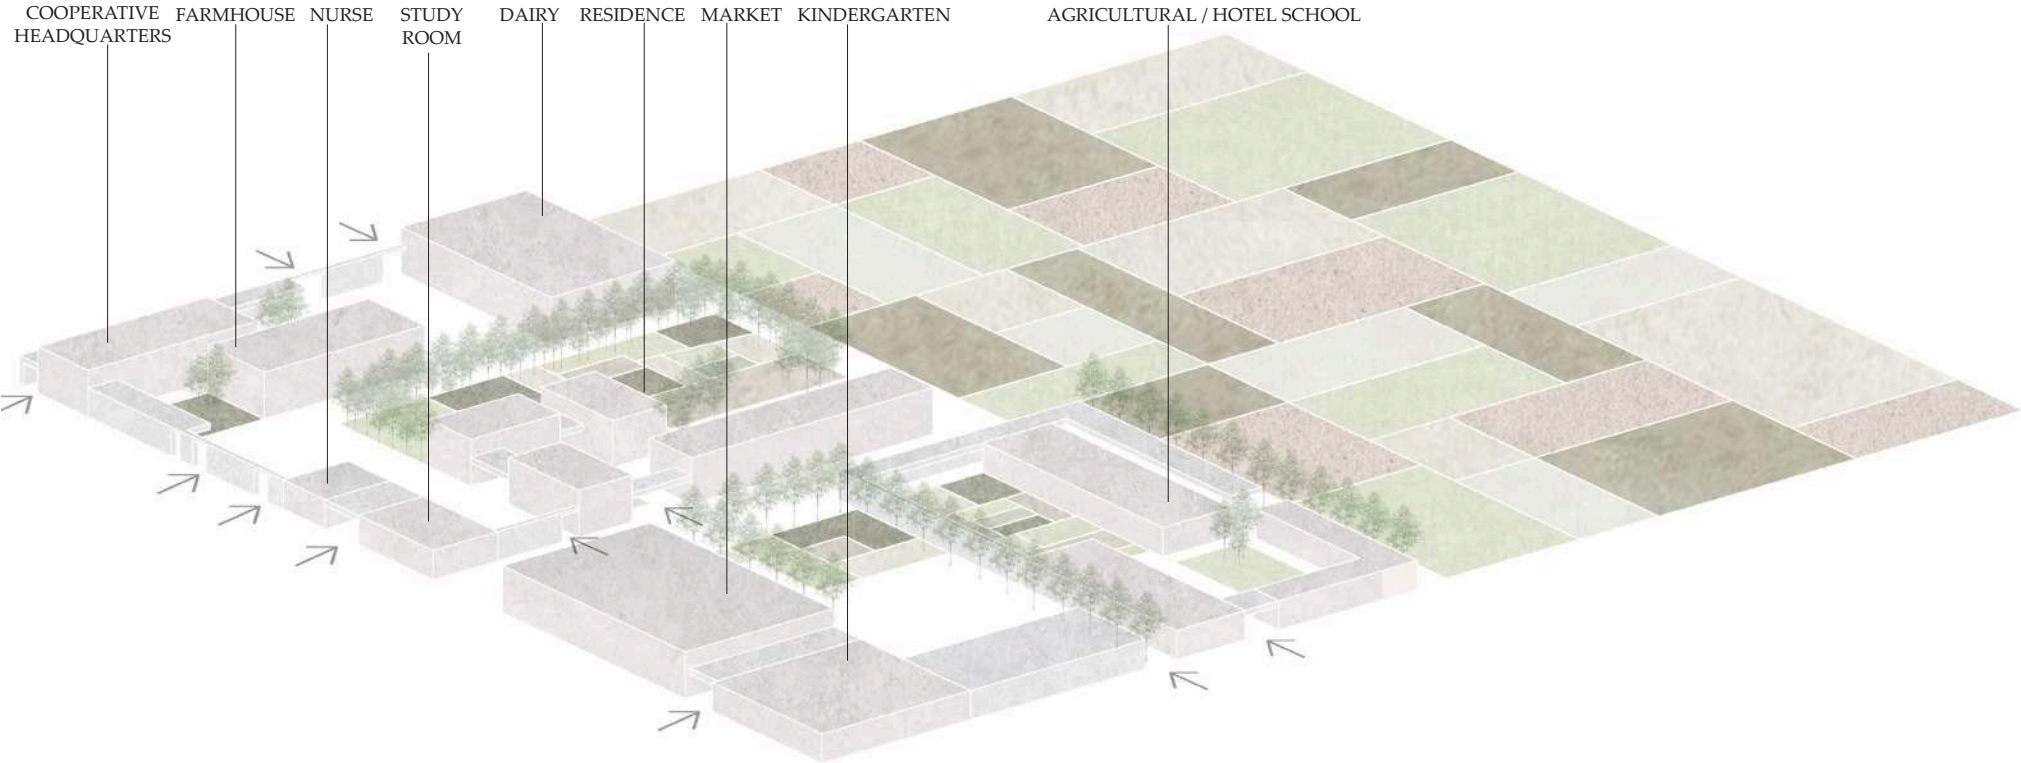 COOPERATIVE
HEADQUARTERS
FARMHOUSE
NURSE
STUDY
ROOM
DAIRY
RESIDENCE
MARKET
KINDERGARTEN
AGRICULTURAL / HOTEL SCHOOL